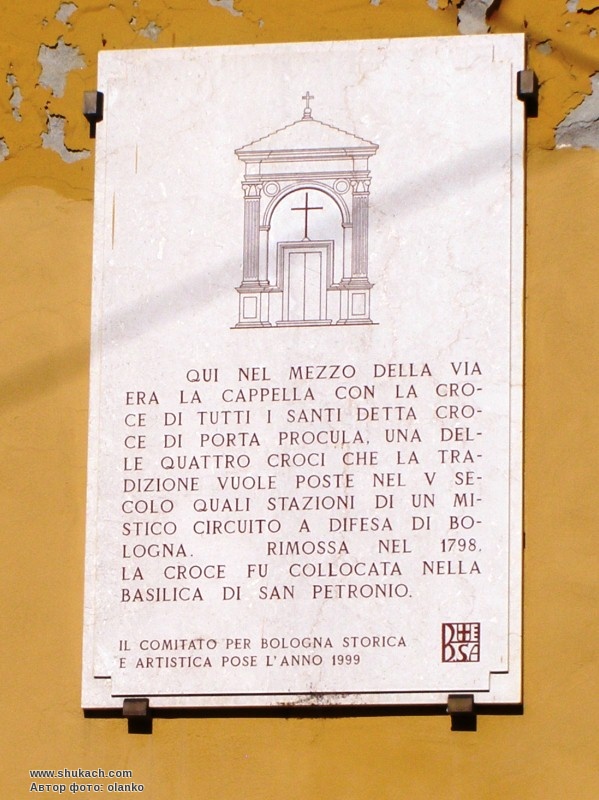 QUI NEL MEZZO DELLA VIA
ERA LA CAPPELLA CON LA CRO-
CE DI TUTTI I SANTI DETTA CRO-
CE DI PORTA PROCULA, UNA DEL-
LE QUATTRO CROCI CHE LA TRA-
DIZIONE VUOLE POSTE NEL V SE-
COLO QUALI STAZIONI DI UN MI-
STICO CIRCUITO A DIFESA DI BO-
LOGNA. RIMOSSA NEL 1798,
LA CROCE FU COLLOCATA NELLA
BASILICA DI SAN PETRONIO.
IL COMITATO PER BOLOGNA STORICA
E ARTISTICA POSE L'ANNO 1999
www.shukach.com
Автор фото: olanko